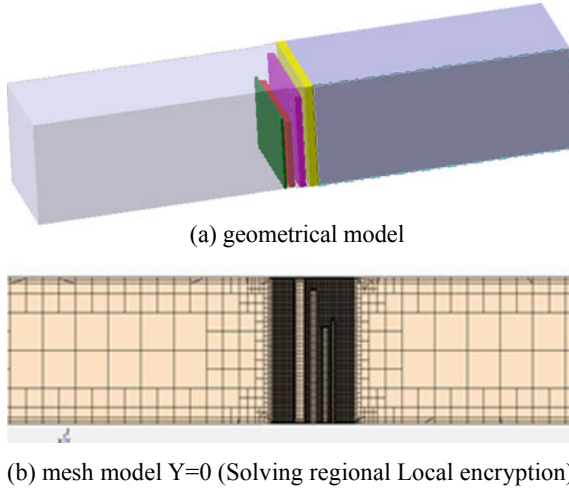 (a) geometrical model
(b) mesh model Y=0 (Solving regional Local encryption)